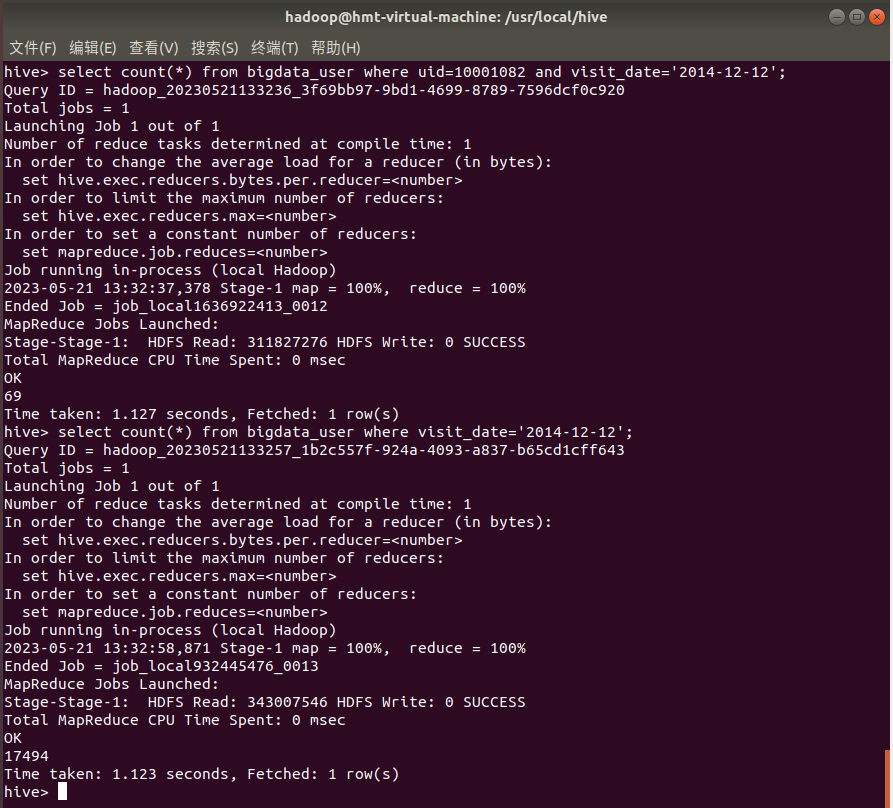 hadoop@hmt-virtual-machine: /usr/local/hive
文件(F) 编辑(E) 查看(V) 搜索(S) 终端(T) 帮助(H)
hive> select count(*) from bigdata_user where uid=10001082 and visit_date='2014-12-12';
Query ID = hadoop_20230521133236_3f69bb97-9bd1-4699-8789-7596dcf0c920
Total jobs = 1
Launching Job 1 out of 1
Number of reduce tasks determined at compile time: 1
In order to change the average load for a reducer (in bytes):
  set hive.exec.reducers.bytes.per.reducer=<number>
In order to limit the maximum number of reducers:
  set hive.exec.reducers.max=<number>
In order to set a constant number of reducers:
  set mapreduce.job.reduces=<number>
Job running in-process (local Hadoop)
2023-05-21 13:32:37,378 Stage-1 map = 100%,  reduce = 100%
Ended Job = job_local1636922413_0012
MapReduce Jobs Launched:
Stage-Stage-1:  HDFS Read: 311827276 HDFS Write: 0 SUCCESS
Total MapReduce CPU Time Spent: 0 msec
OK
69
Time taken: 1.127 seconds, Fetched: 1 row(s)
hive> select count(*) from bigdata_user where visit_date='2014-12-12';
Query ID = hadoop_20230521133257_1b2c557f-924a-4093-a837-b65cd1cff643
Total jobs = 1
Launching Job 1 out of 1
Number of reduce tasks determined at compile time: 1
In order to change the average load for a reducer (in bytes):
  set hive.exec.reducers.bytes.per.reducer=<number>
In order to limit the maximum number of reducers:
  set hive.exec.reducers.max=<number>
In order to set a constant number of reducers:
  set mapreduce.job.reduces=<number>
Job running in-process (local Hadoop)
2023-05-21 13:32:58,871 Stage-1 map = 100%,  reduce = 100%
Ended Job = job_local932445476_0013
MapReduce Jobs Launched:
Stage-Stage-1:  HDFS Read: 343007546 HDFS Write: 0 SUCCESS
Total MapReduce CPU Time Spent: 0 msec
OK
17494
Time taken: 1.123 seconds, Fetched: 1 row(s)
hive>